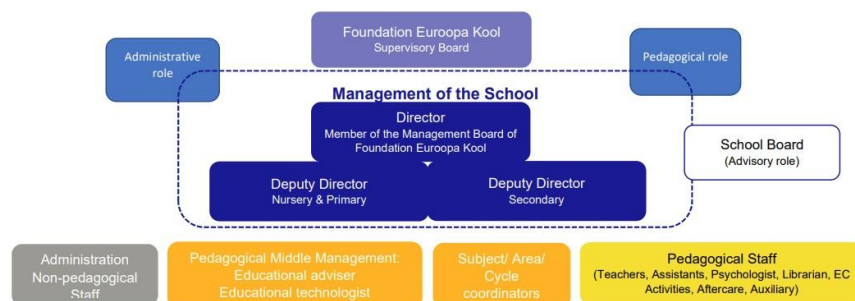 Foundation Euroopa Kool
Supervisory Board
Administrative
role
Pedagogical role
Management of the School
Director
Member of the Management Board of
Foundation Euroopa Kool
School Board
(Advisory role)
Deputy Director
Nursery & Primary
Deputy Director
Secondary
Administration
Non-pedagogical
Staff
Pedagogical Middle Management:
Educational adviser
Educational technologist
Subject/ Area/
Cycle
coordinators
Pedagogical Staff
(Teachers, Assistants, Psychologist, Librarian, EC
Activities, Aftercare, Auxiliary)